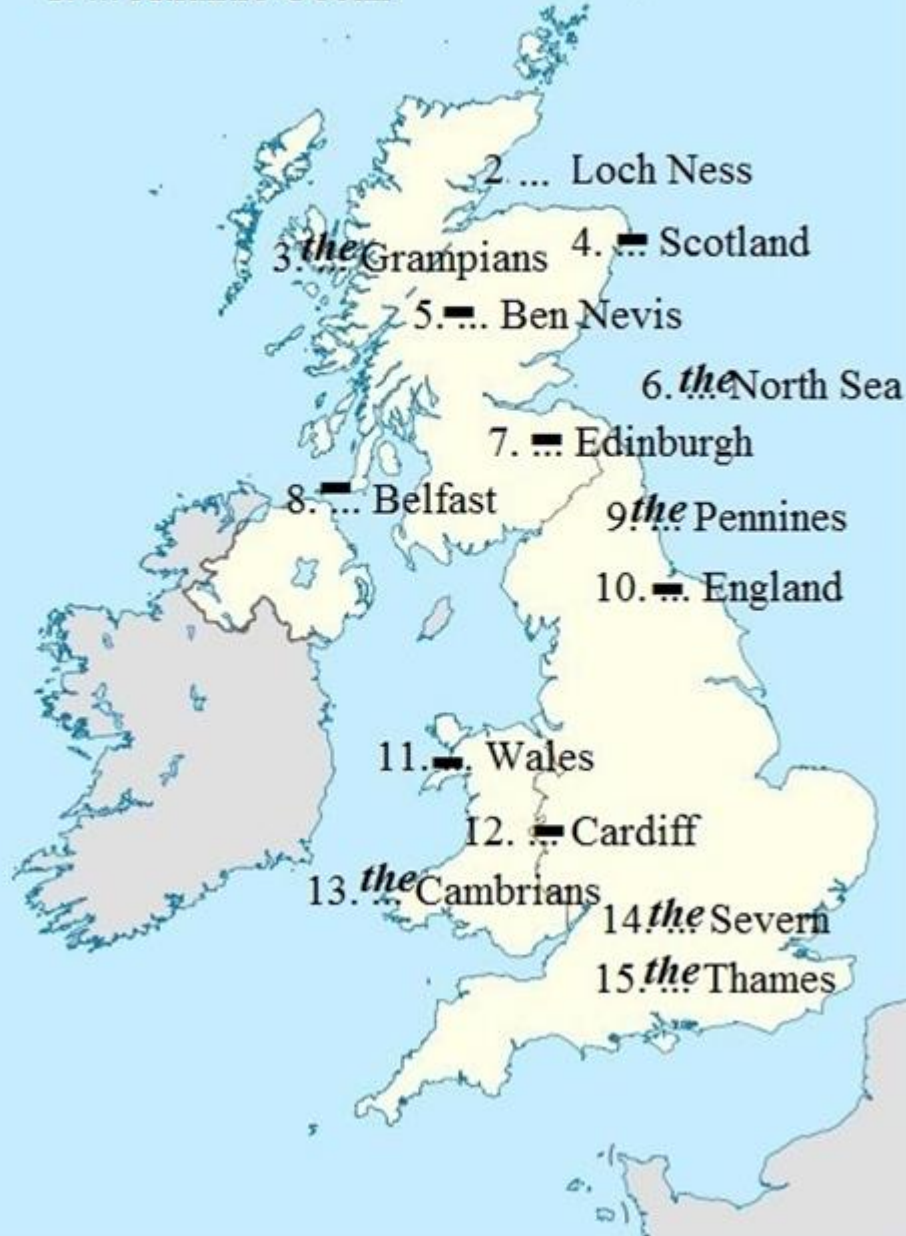 2. ... Loch Ness
3. the Grampians
4. – ... Scotland
5. – ... Ben Nevis
6. the North Sea
7. – ... Edinburgh
8. – ... Belfast
9. the Pennines
10. – ... England
11. – ... Wales
12. – ... Cardiff
13. the ... Cambrians
14. the ... Severn
15. the ... Thames